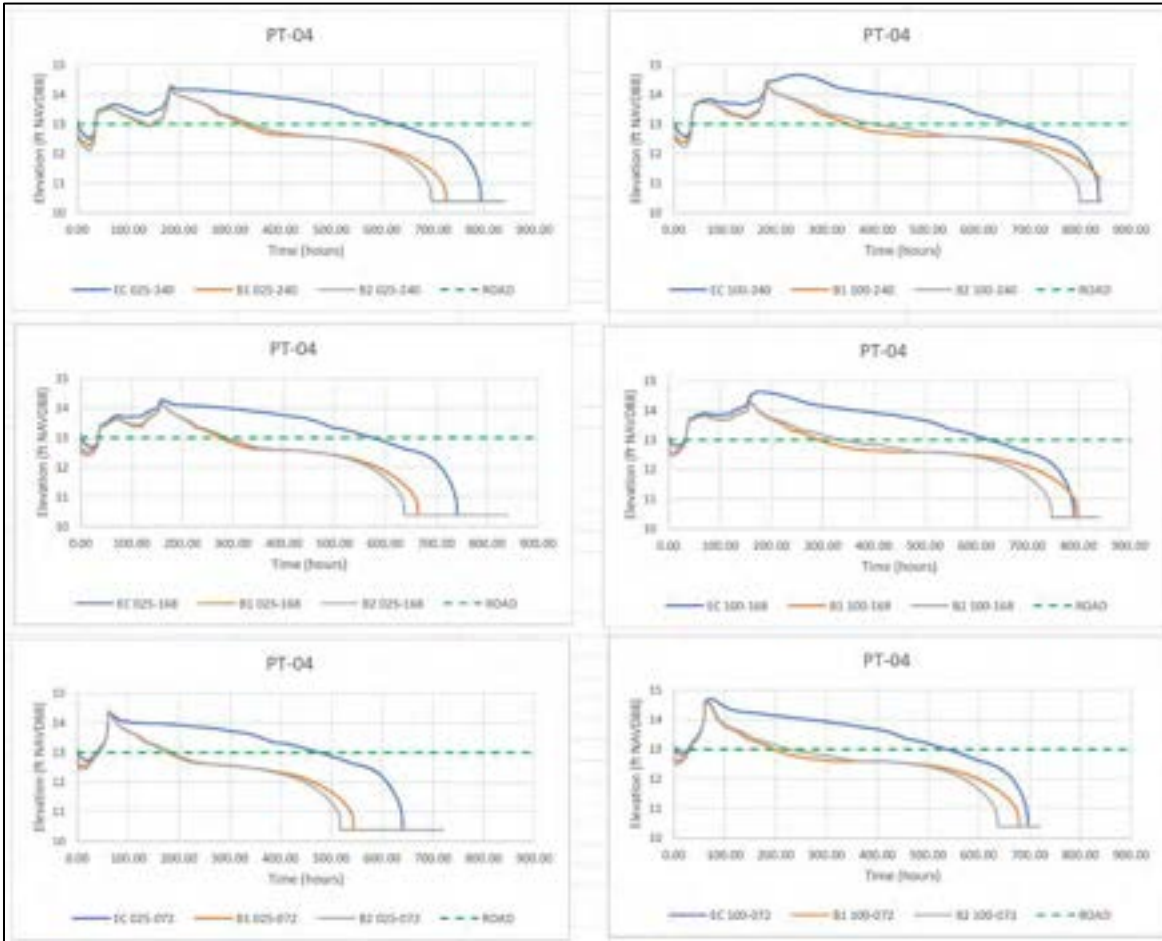 PT-04
Elevation (ft NAVD88)
15
14
13
12
11
10
0.00 100.00 200.00 300.00 400.00 500.00 600.00 700.00 800.00 900.00
Time (hours)
EC 025-240 B1 025-240 B2 025-240 ROAD
PT-04
Elevation (ft NAVD88)
15
14
13
12
11
10
0.00 100.00 200.00 300.00 400.00 500.00 600.00 700.00 800.00 900.00
Time (hours)
EC 100-240 B1 100-240 B2 100-240 ROAD
PT-04
Elevation (ft NAVD88)
15
14
13
12
11
10
0.00 100.00 200.00 300.00 400.00 500.00 600.00 700.00 800.00 900.00
Time (hours)
EC 025-168 B1 025-168 B2 025-168 ROAD
PT-04
Elevation (ft NAVD88)
15
14
13
12
11
10
0.00 100.00 200.00 300.00 400.00 500.00 600.00 700.00 800.00 900.00
Time (hours)
EC 100-168 B1 100-168 B2 100-168 ROAD
PT-04
Elevation (ft NAVD88)
15
14
13
12
11
10
0.00 100.00 200.00 300.00 400.00 500.00 600.00 700.00 800.00 900.00
Time (hours)
EC 025-072 B1 025-072 B2 025-072 ROAD
PT-04
Elevation (ft NAVD88)
15
14
13
12
11
10
0.00 100.00 200.00 300.00 400.00 500.00 600.00 700.00 800.00 900.00
Time (hours)
EC 100-072 B1 100-072 B2 100-072 ROAD